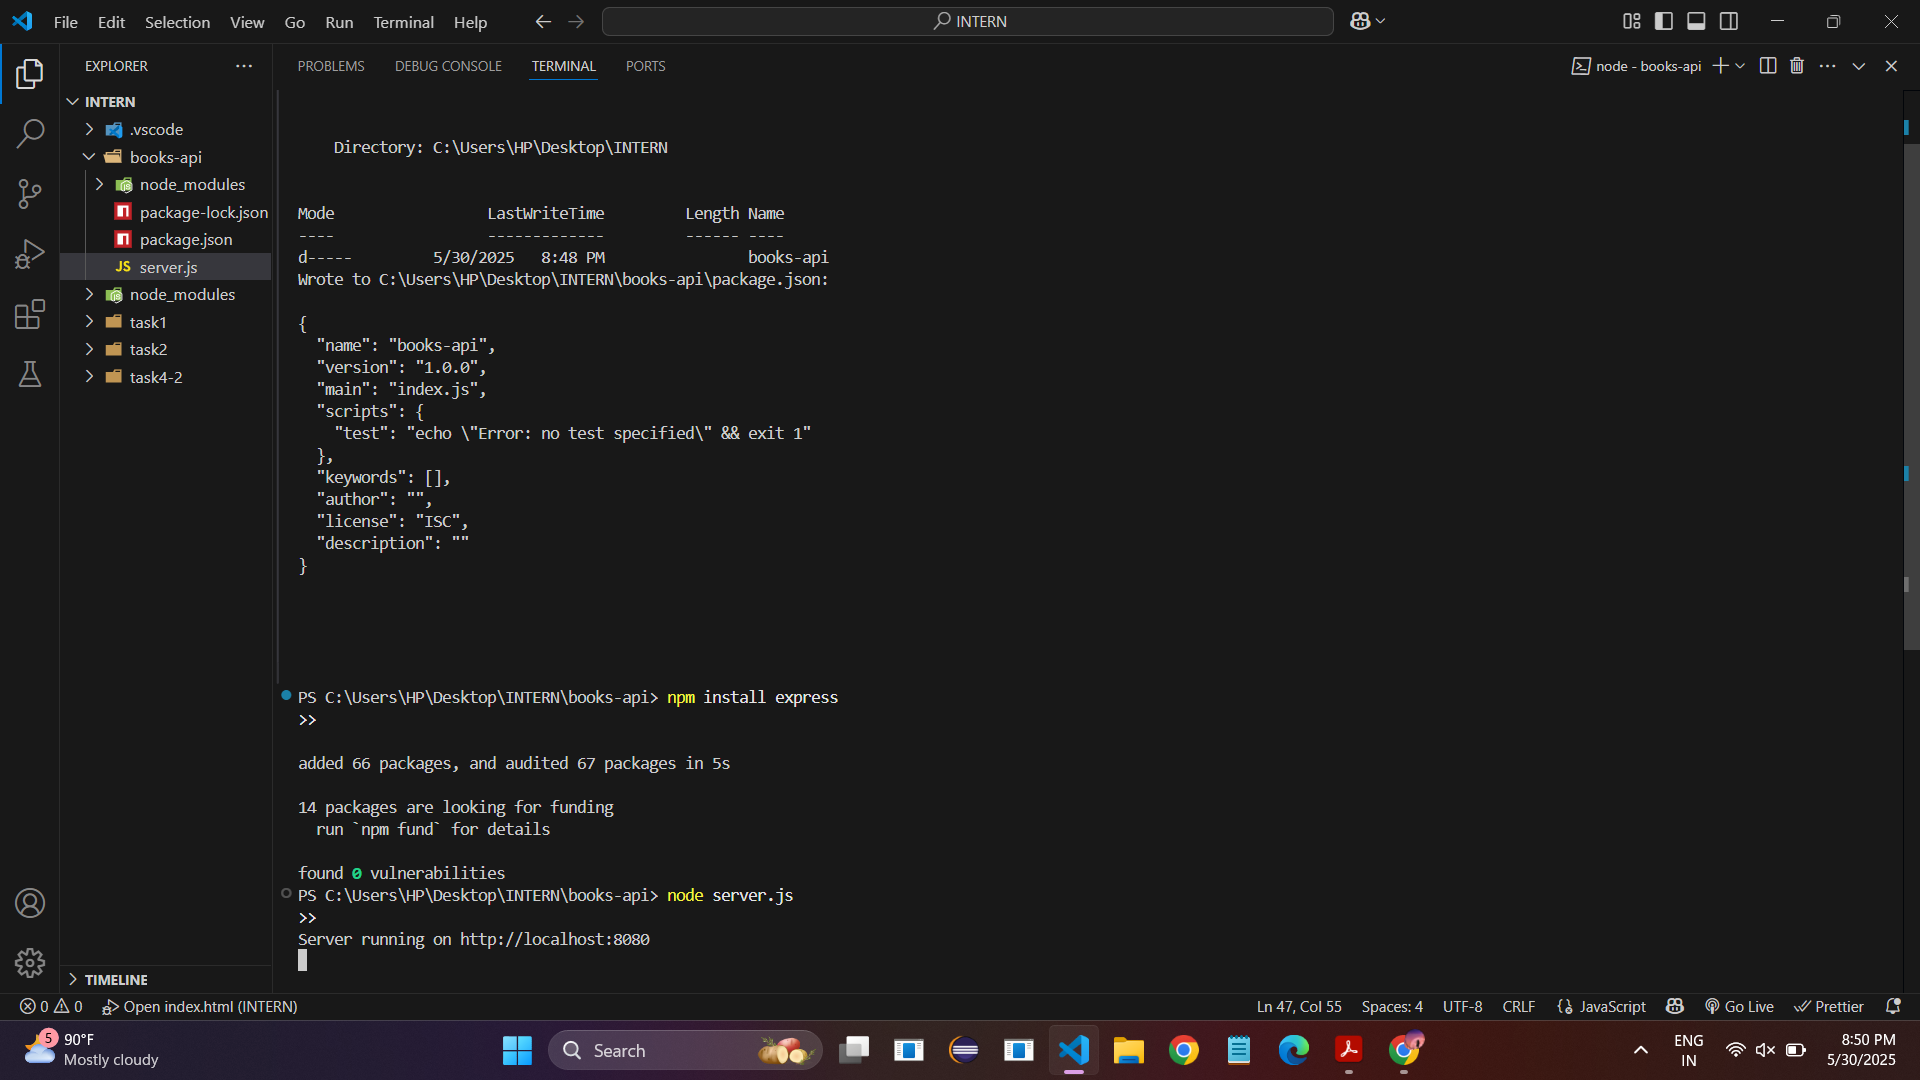 File Edit Selection View Go Run Terminal Help
INTERN
EXPLORER
INTERN
.vscode
books-api
node_modules
package-lock.json
package.json
JS server.js
node_modules
task1
task2
task4-2
TIMELINE
PROBLEMS DEBUG CONSOLE TERMINAL PORTS
node - books-api
Directory: C:\Users\HP\Desktop\INTERN
Mode LastWriteTime Length Name
---- ------------- ------ ----
d----- 5/30/2025 8:48 PM books-api
Wrote to C:\Users\HP\Desktop\INTERN\books-api\package.json:
{
"name": "books-api",
"version": "1.0.0",
"main": "index.js",
"scripts": {
"test": "echo \"Error: no test specified\" && exit 1"
},
"keywords": [],
"author": "",
"license": "ISC",
"description": ""
}
PS C:\Users\HP\Desktop\INTERN\books-api> npm install express
>>
added 66 packages, and audited 67 packages in 5s
14 packages are looking for funding
run `npm fund` for details
found 0 vulnerabilities
PS C:\Users\HP\Desktop\INTERN\books-api> node server.js
>>
Server running on http://localhost:8080
0 0 Open index.html (INTERN)
Ln 47, Col 55 Spaces: 4 UTF-8 CRLF {} JavaScript Go Live Prettier
5 90°F
Mostly cloudy
Search
ENG
IN
8:50 PM
5/30/2025